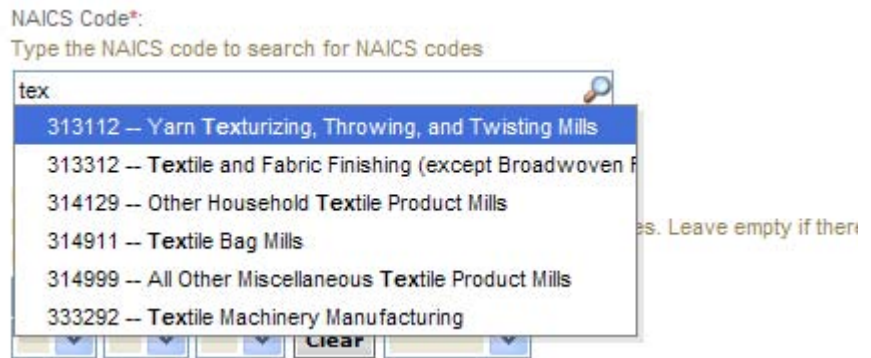 NAICS Code*:
Type the NAICS code to search for NAICS codes
tex
313112 -- Yarn Texturizing, Throwing, and Twisting Mills
313312 -- Textile and Fabric Finishing (except Broadwoven
314129 -- Other Household Textile Product Mills
es. Leave empty if there
314911 -- Textile Bag Mills
314999 -- All Other Miscellaneous Textile Product Mills
333292 -- Textile Machinery Manufacturing
Clear